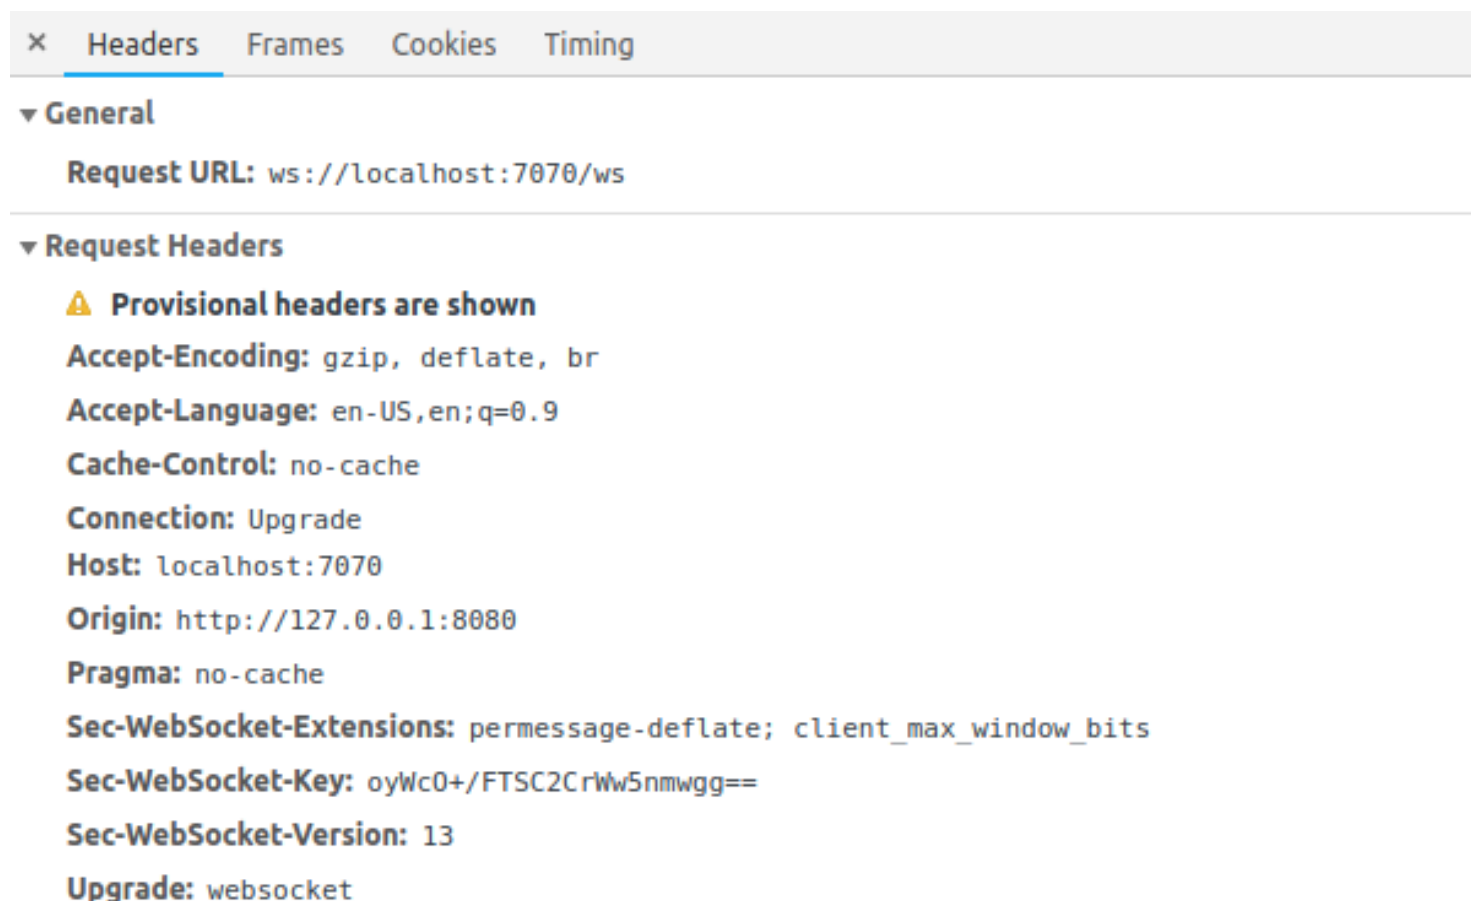 × Headers Frames Cookies Timing
▼ General
Request URL: ws://localhost:7070/ws
▼ Request Headers
⚠ Provisional headers are shown
Accept-Encoding: gzip, deflate, br
Accept-Language: en-US,en;q=0.9
Cache-Control: no-cache
Connection: Upgrade
Host: localhost:7070
Origin: http://127.0.0.1:8080
Pragma: no-cache
Sec-WebSocket-Extensions: permessage-deflate; client_max_window_bits
Sec-WebSocket-Key: oyWcO+/FTSC2CrWw5nmwgg==
Sec-WebSocket-Version: 13
Upgrade: websocket